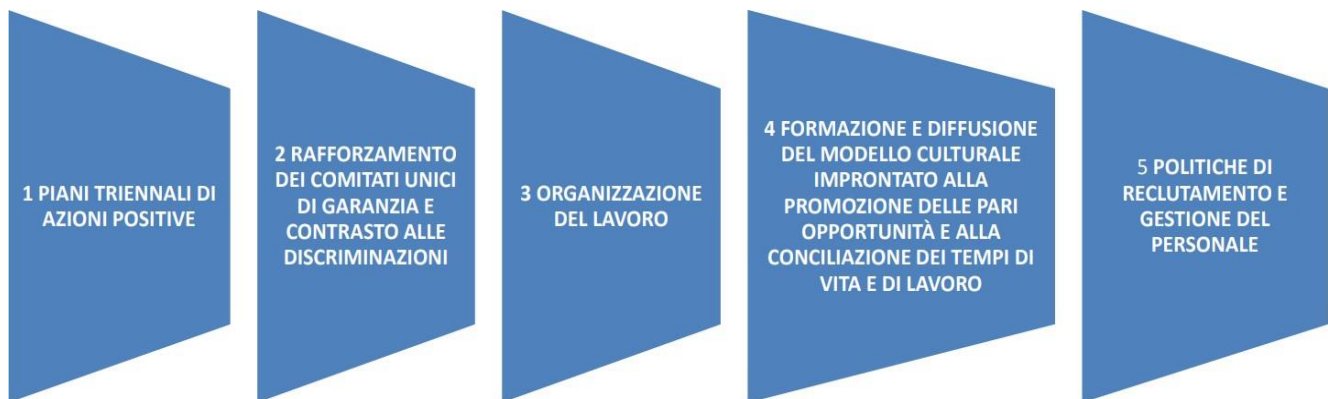 1 PIANI TRIENNALI DI
AZIONI POSITIVE
2 RAFFORZAMENTO
DEI COMITATI UNICI
DI GARANZIA E
CONTRASTO ALLE
DISCRIMINAZIONI
3 ORGANIZZAZIONE
DEL LAVORO
4 FORMAZIONE E DIFFUSIONE
DEL MODELLO CULTURALE
IMPRONTATO ALLA
PROMOZIONE DELLE PARI
OPPORTUNITÀ E ALLA
CONCILIAZIONE DEI TEMPI DI
VITA E DI LAVORO
5 POLITICHE DI
RECLUTAMENTO E
GESTIONE DEL
PERSONALE